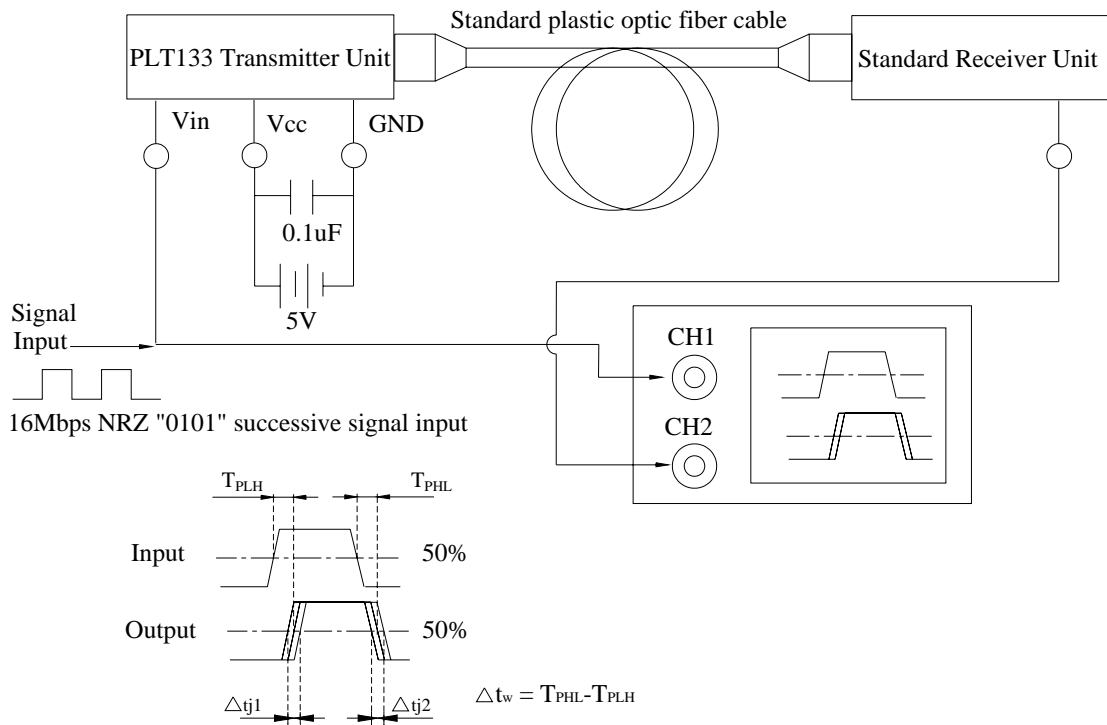 Standard plastic optic fiber cable
PLT133 Transmitter Unit
Standard Receiver Unit
Vin
Vcc
GND
0.1uF
5V
Signal
Input
16Mbps NRZ "0101" successive signal input
CH1
CH2
TPLH
TPHL
Input
50%
Output
50%
△tj1
△tj2
△tw = TPHL-TPLH